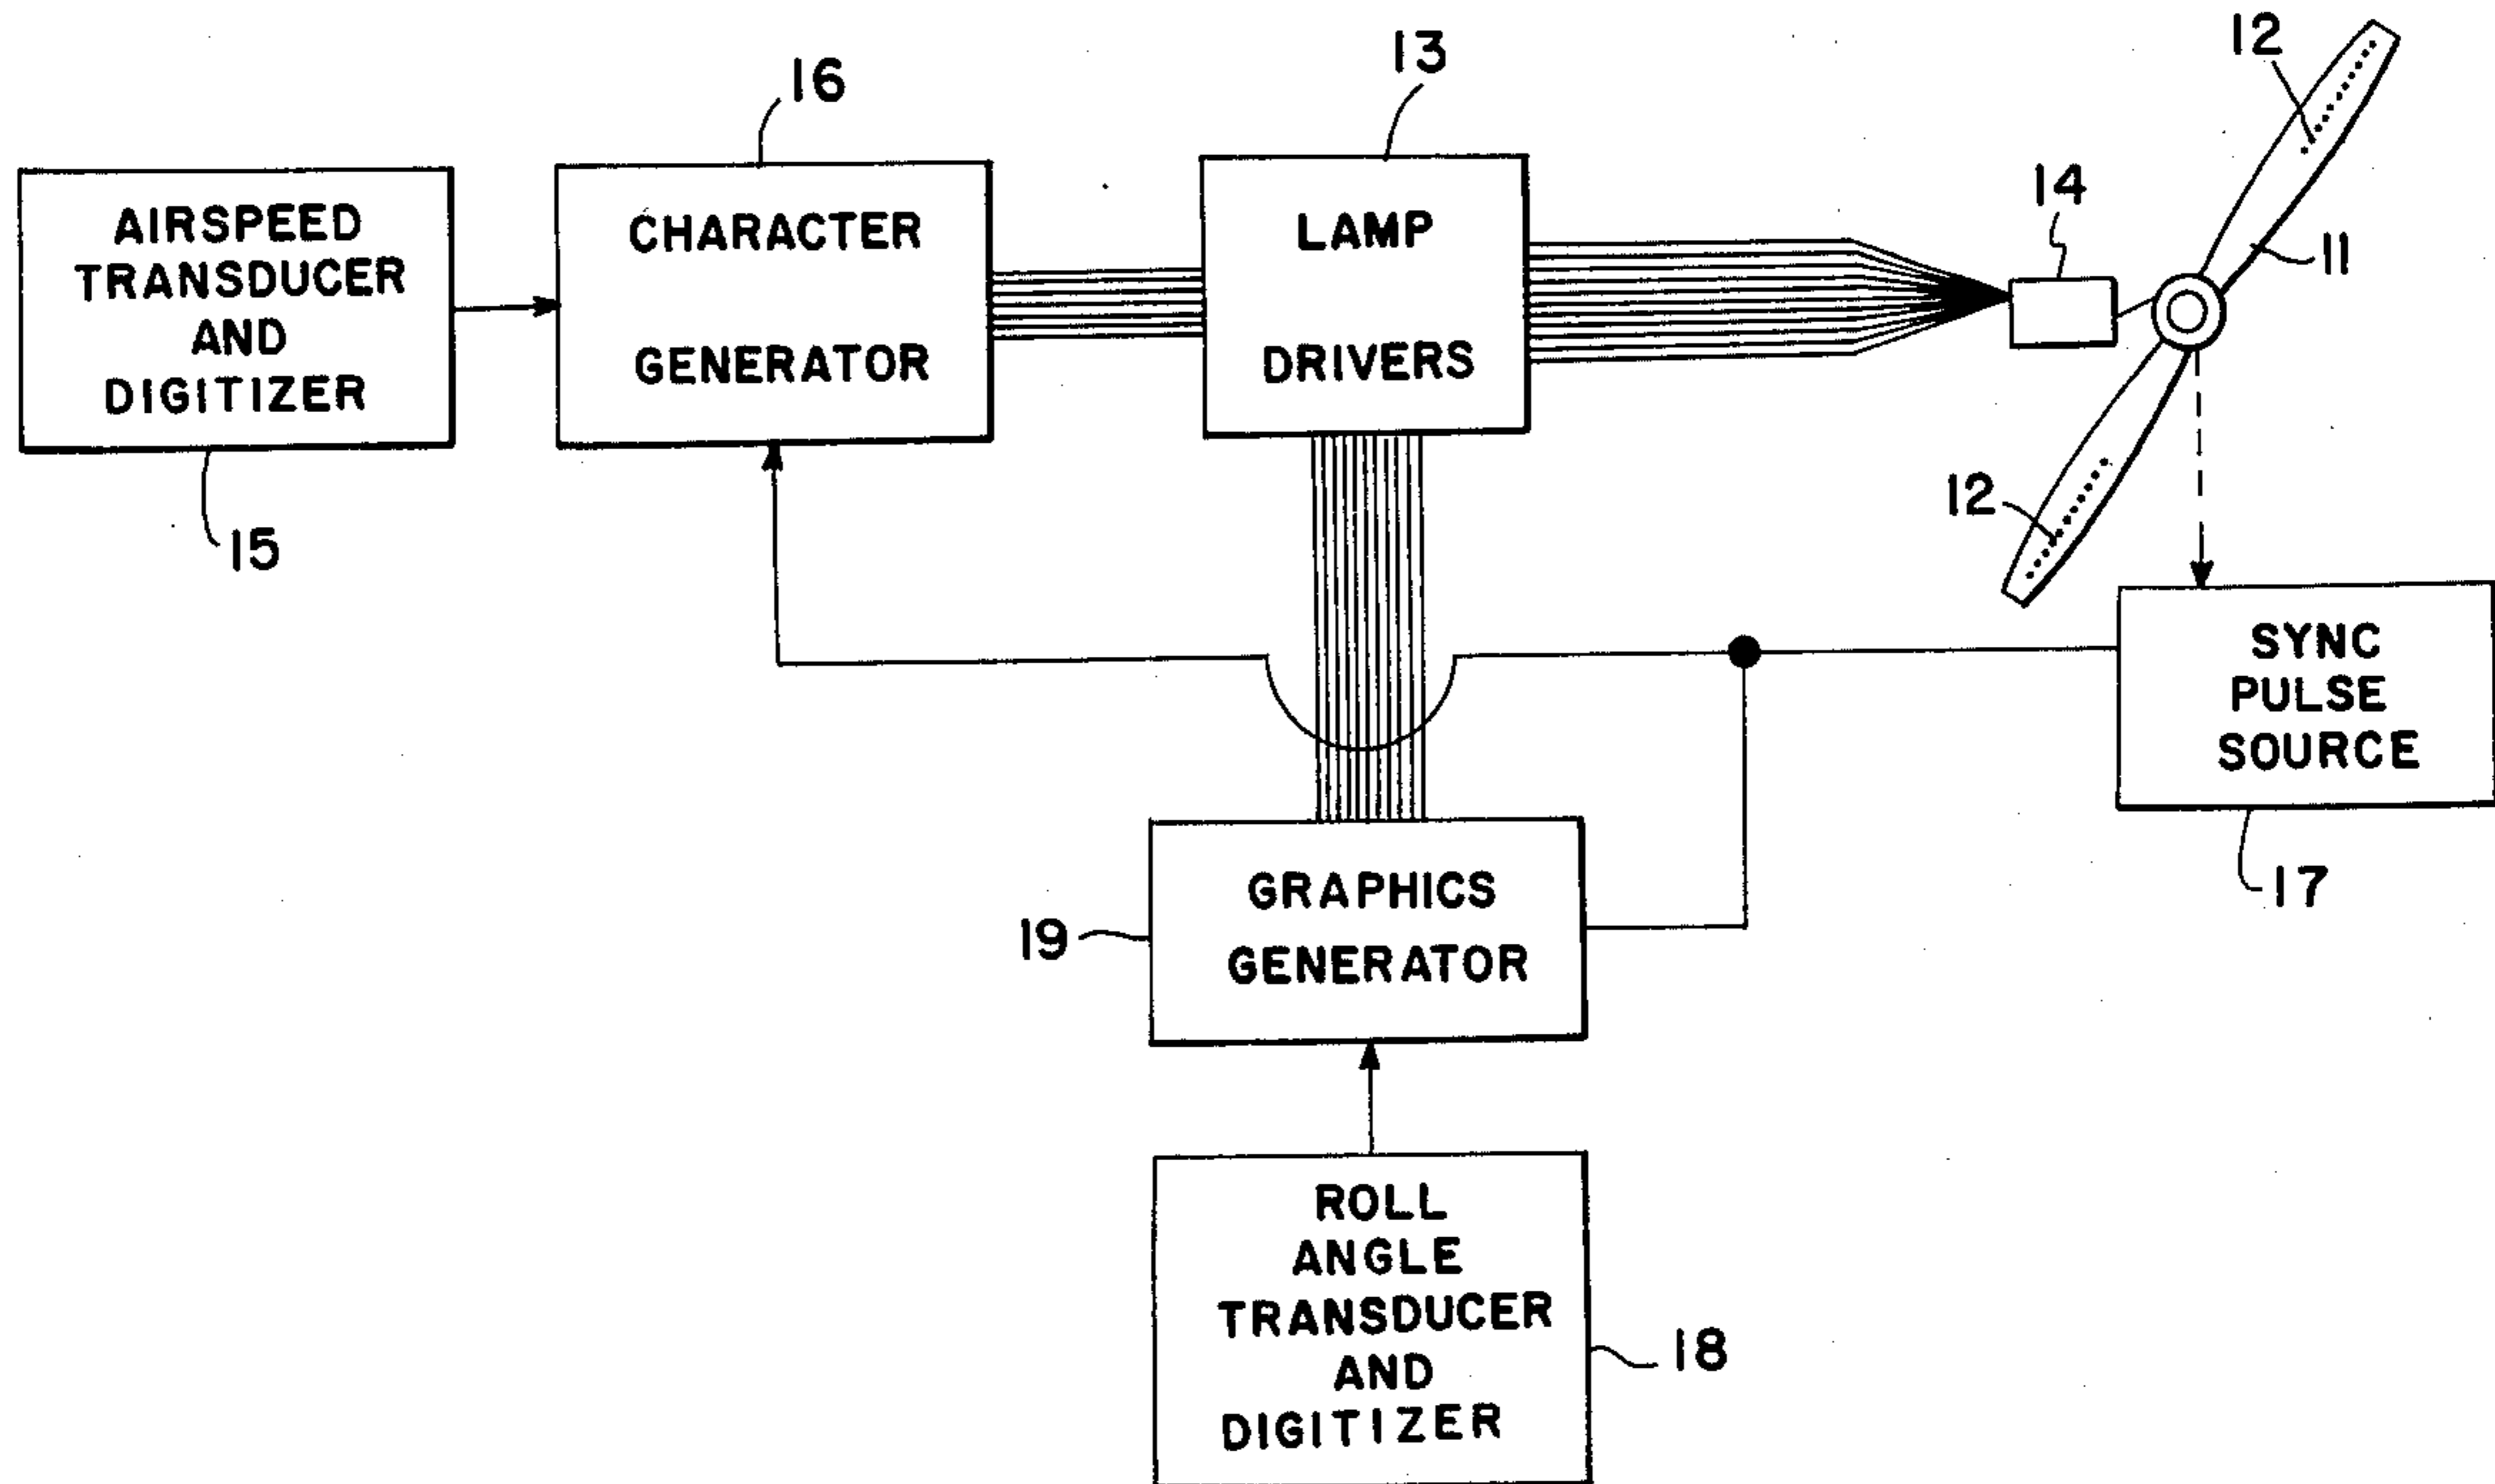 12
13
16
14
AIRSPEED
TRANSDUCER
AND
DIGITIZER
CHARACTER
GENERATOR
LAMP
DRIVERS
11
12
15
SYNC
PULSE
SOURCE
17
GRAPHICS
GENERATOR
19
ROLL
ANGLE
TRANSDUCER
AND
DIGITIZER
18